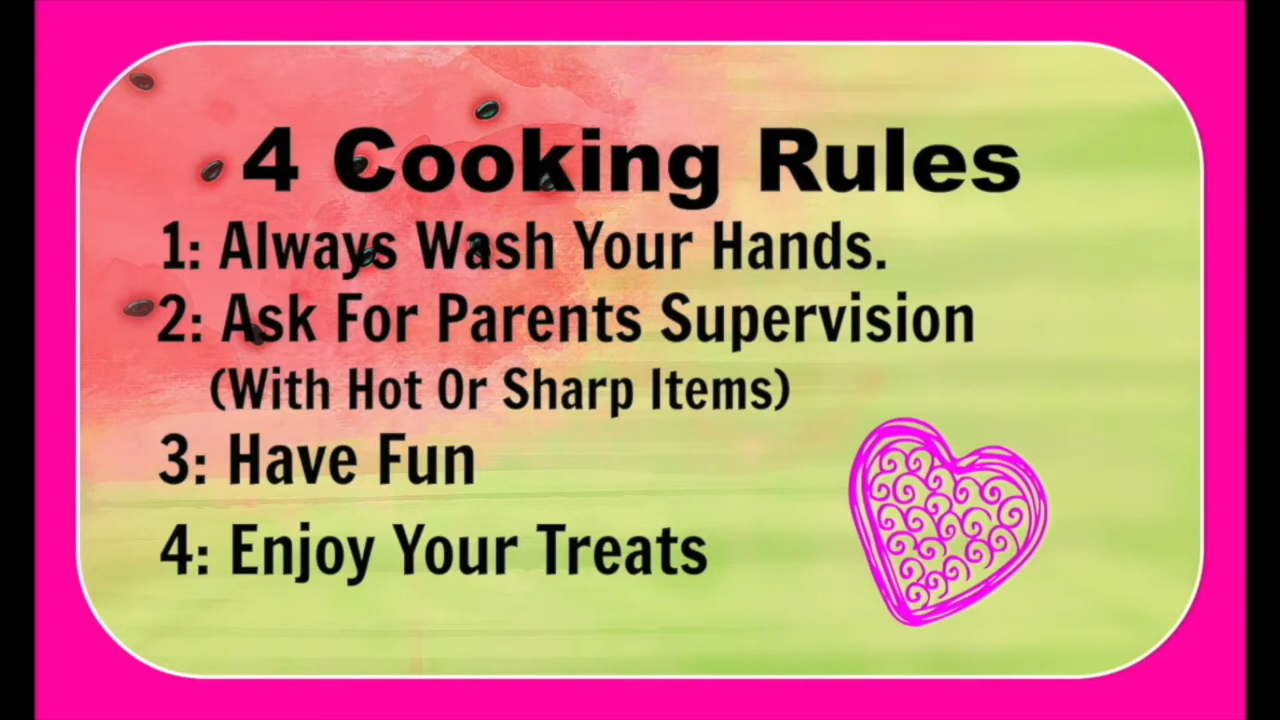 4 Cooking Rules
1: Always Wash Your Hands.
2: Ask For Parents Supervision
(With Hot Or Sharp Items)
3: Have Fun
4: Enjoy Your Treats